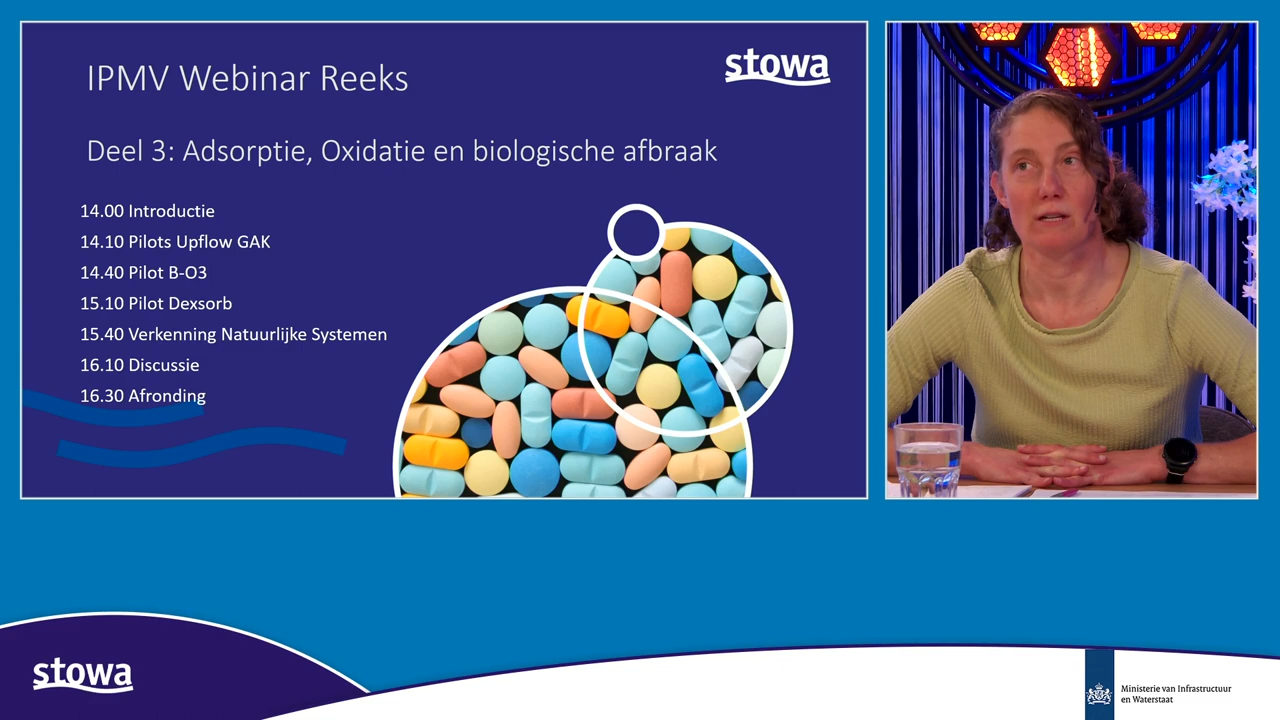 IPMV Webinar Reeks
stowa
Deel 3: Adsorptie, Oxidatie en biologische afbraak
14.00 Introductie
14.10 Pilots Upflow GAK
14.40 Pilot B-O3
15.10 Pilot Dexsorb
15.40 Verkenning Natuurlijke Systemen
16.10 Discussie
16.30 Afronding
stowa
Ministerie van Infrastructuur
en Waterstaat